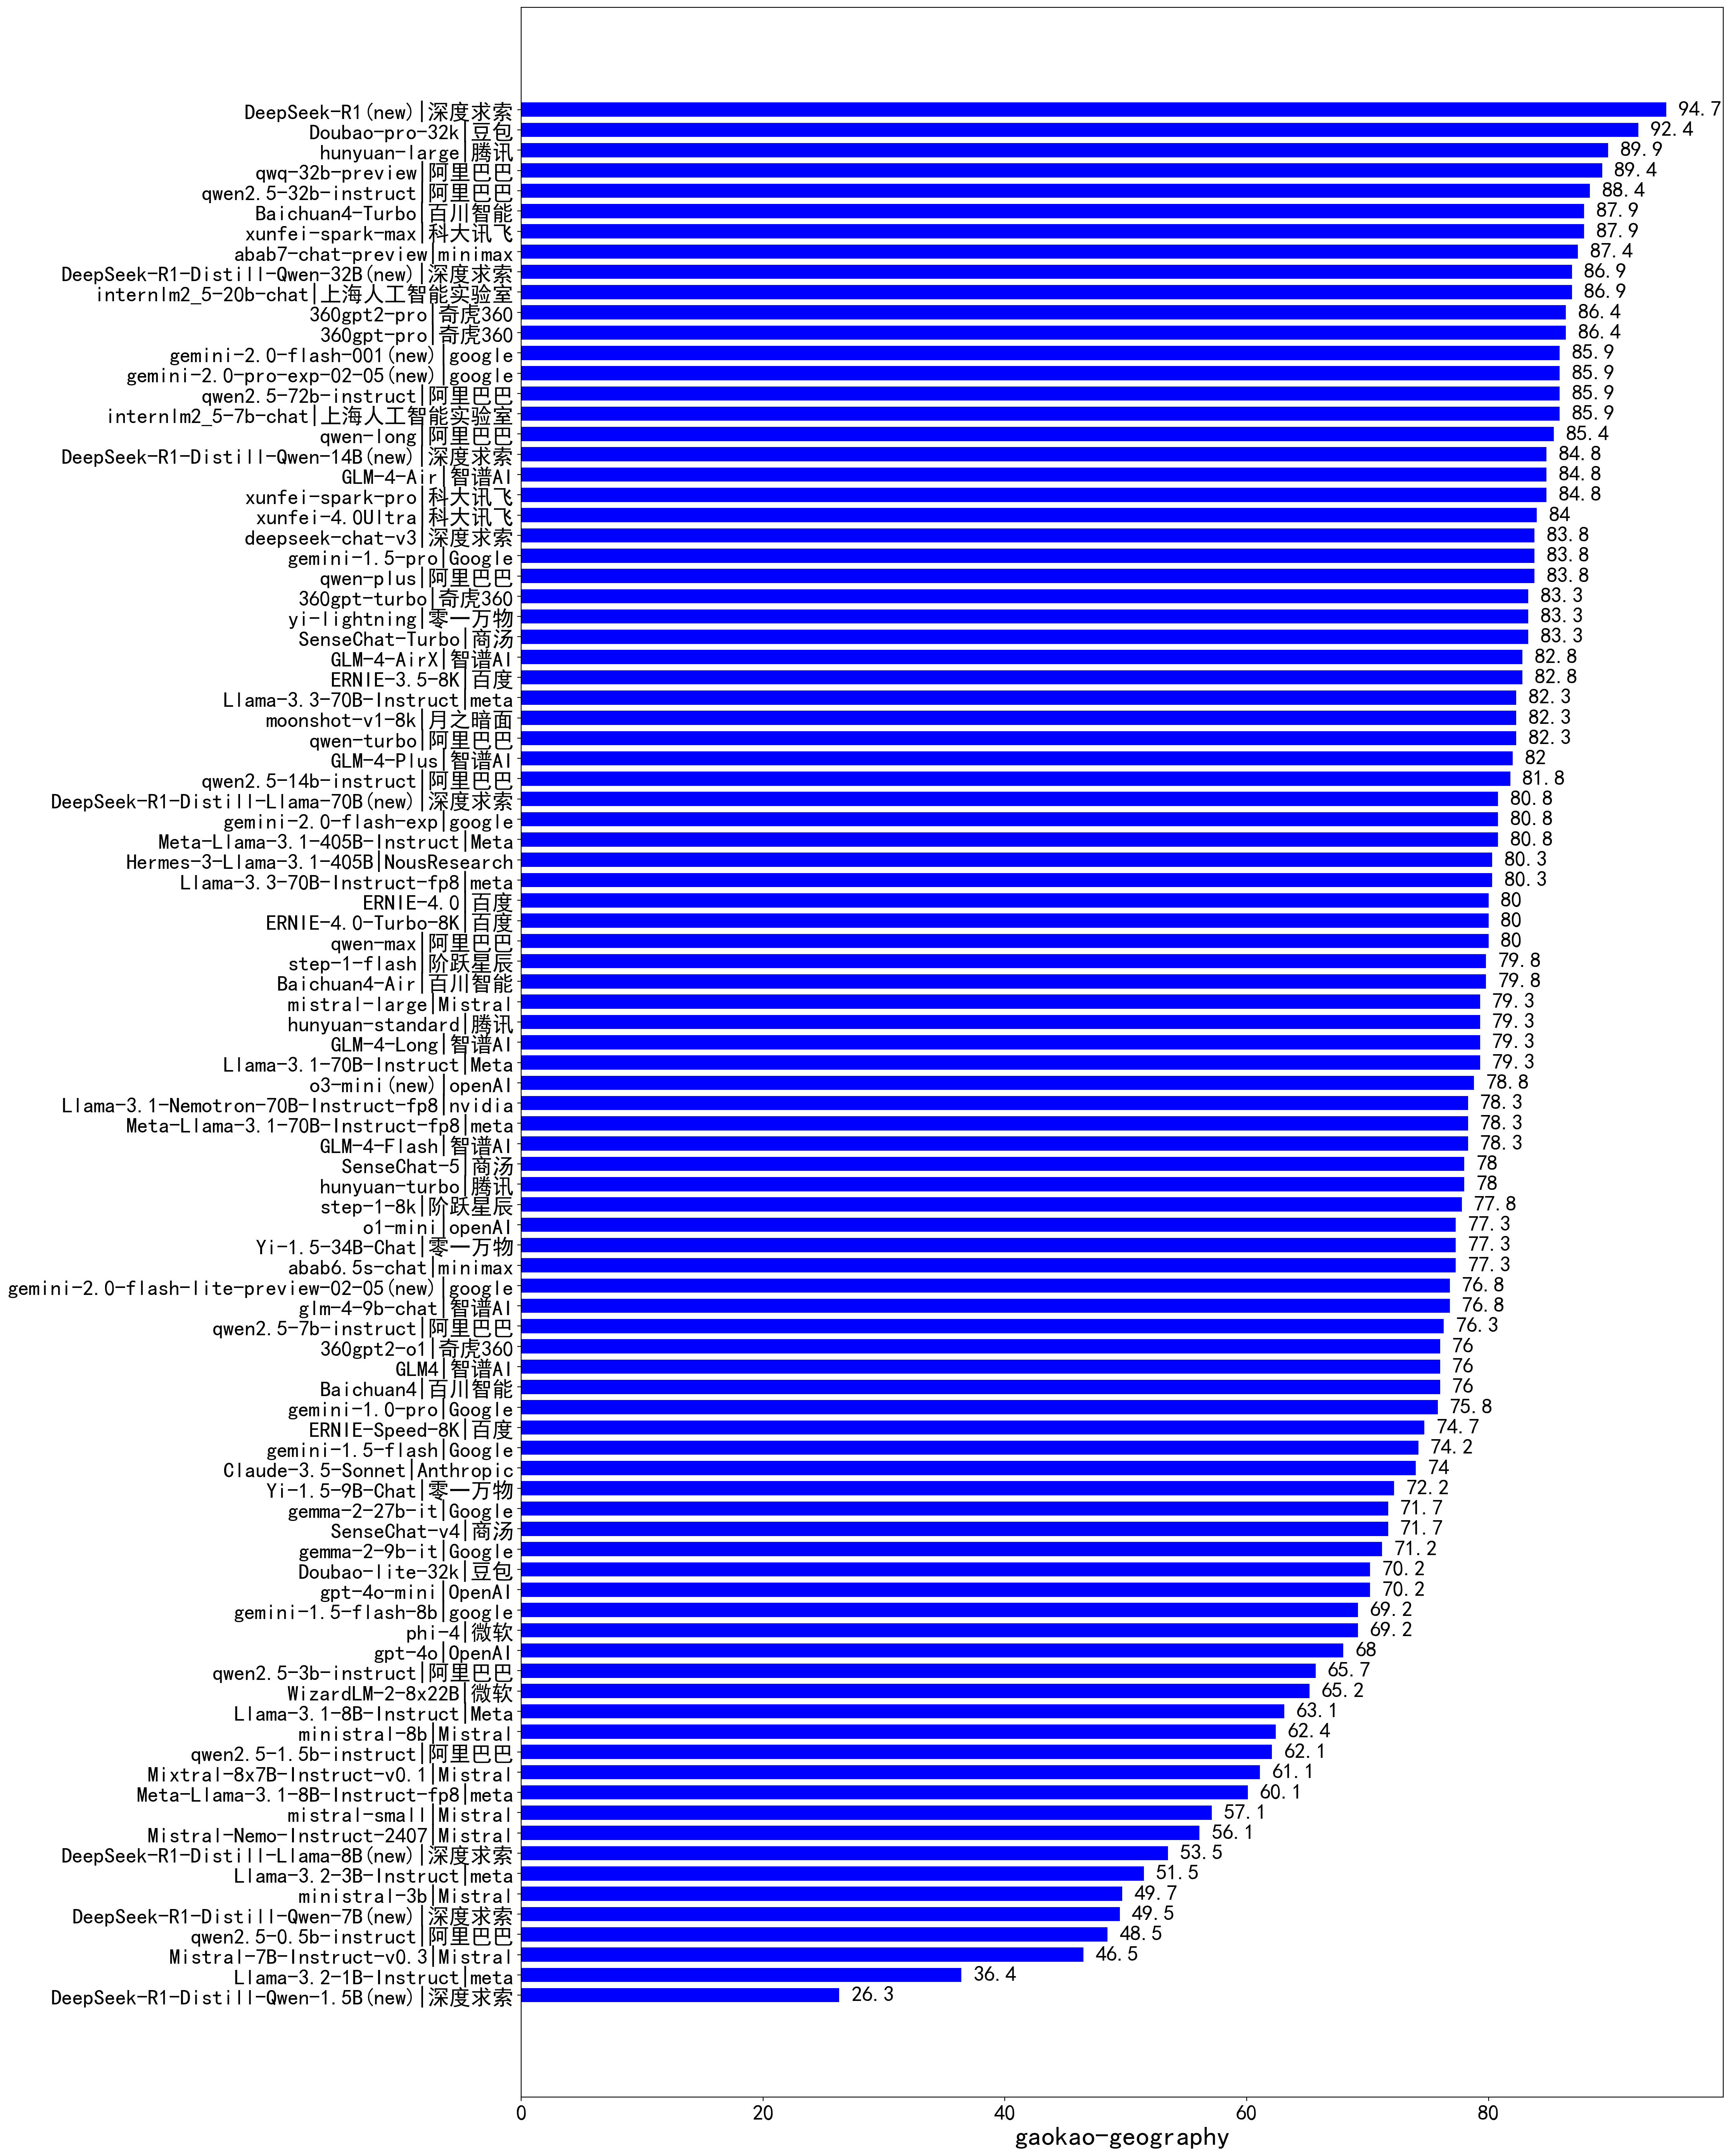 DeepSeek-R1(new)|深度求索 94.7
Doubao-pro-32k|豆包 92.4
hunyuan-large|腾讯 89.9
qwq-32b-preview|阿里巴巴 89.4
qwen2.5-32b-instruct|阿里巴巴 88.4
Baichuan4-Turbo|百川智能 87.9
xunfei-spark-max|科大讯飞 87.9
abab7-chat-preview|minimax 87.4
DeepSeek-R1-Distill-Qwen-32B(new)|深度求索 86.9
internlm2_5-20b-chat|上海人工智能实验室 86.9
360gpt2-pro|奇虎360 86.4
360gpt-pro|奇虎360 86.4
gemini-2.0-flash-001(new)|google 85.9
gemini-2.0-pro-exp-02-05(new)|google 85.9
qwen2.5-72b-instruct|阿里巴巴 85.9
internlm2_5-7b-chat|上海人工智能实验室 85.9
qwen-long|阿里巴巴 85.4
DeepSeek-R1-Distill-Qwen-14B(new)|深度求索 84.8
GLM-4-Air|智谱AI 84.8
xunfei-spark-pro|科大讯飞 84.8
xunfei-4.0Ultra|科大讯飞 84
deepseek-chat-v3|深度求索 83.8
gemini-1.5-pro|Google 83.8
qwen-plus|阿里巴巴 83.8
360gpt-turbo|奇虎360 83.3
yi-lightning|零一万物 83.3
SenseChat-Turbo|商汤 83.3
GLM-4-AirX|智谱AI 82.8
ERNIE-3.5-8K|百度 82.8
Llama-3.3-70B-Instruct|meta 82.3
moonshot-v1-8k|月之暗面 82.3
qwen-turbo|阿里巴巴 82.3
GLM-4-Plus|智谱AI 82
qwen2.5-14b-instruct|阿里巴巴 81.8
DeepSeek-R1-Distill-Llama-70B(new)|深度求索 80.8
gemini-2.0-flash-exp|google 80.8
Meta-Llama-3.1-405B-Instruct|Meta 80.8
Hermes-3-Llama-3.1-405B|NousResearch 80.3
Llama-3.3-70B-Instruct-fp8|meta 80.3
ERNIE-4.0|百度 80
ERNIE-4.0-Turbo-8K|百度 80
qwen-max|阿里巴巴 80
step-1-flash|阶跃星辰 79.8
Baichuan4-Air|百川智能 79.8
mistral-large|Mistral 79.3
hunyuan-standard|腾讯 79.3
GLM-4-Long|智谱AI 79.3
Llama-3.1-70B-Instruct|Meta 79.3
o3-mini(new)|openAI 78.8
Llama-3.1-Nemotron-70B-Instruct-fp8|nvidia 78.3
Meta-Llama-3.1-70B-Instruct-fp8|meta 78.3
GLM-4-Flash|智谱AI 78.3
SenseChat-5|商汤 78
hunyuan-turbo|腾讯 78
step-1-8k|阶跃星辰 77.8
o1-mini|openAI 77.3
Yi-1.5-34B-Chat|零一万物 77.3
abab6.5s-chat|minimax 77.3
gemini-2.0-flash-lite-preview-02-05(new)|google 76.8
glm-4-9b-chat|智谱AI 76.8
qwen2.5-7b-instruct|阿里巴巴 76.3
360gpt2-o1|奇虎360 76
GLM4|智谱AI 76
Baichuan4|百川智能 76
gemini-1.0-pro|Google 75.8
ERNIE-Speed-8K|百度 74.7
gemini-1.5-flash|Google 74.2
Claude-3.5-Sonnet|Anthropic 74
Yi-1.5-9B-Chat|零一万物 72.2
gemma-2-27b-it|Google 71.7
SenseChat-v4|商汤 71.7
gemma-2-9b-it|Google 71.2
Doubao-lite-32k|豆包 70.2
gpt-4o-mini|OpenAI 70.2
gemini-1.5-flash-8b|google 69.2
phi-4|微软 69.2
gpt-4o|OpenAI 68
qwen2.5-3b-instruct|阿里巴巴 65.7
WizardLM-2-8x22B|微软 65.2
Llama-3.1-8B-Instruct|Meta 63.1
ministral-8b|Mistral 62.4
qwen2.5-1.5b-instruct|阿里巴巴 62.1
Mixtral-8x7B-Instruct-v0.1|Mistral 61.1
Meta-Llama-3.1-8B-Instruct-fp8|meta 60.1
mistral-small|Mistral 57.1
Mistral-Nemo-Instruct-2407|Mistral 56.1
DeepSeek-R1-Distill-Llama-8B(new)|深度求索 53.5
Llama-3.2-3B-Instruct|meta 51.5
ministral-3b|Mistral 49.7
DeepSeek-R1-Distill-Qwen-7B(new)|深度求索 49.5
qwen2.5-0.5b-instruct|阿里巴巴 48.5
Mistral-7B-Instruct-v0.3|Mistral 46.5
Llama-3.2-1B-Instruct|meta 36.4
DeepSeek-R1-Distill-Qwen-1.5B(new)|深度求索 26.3
0 20 40 60 80
gaokao-geography